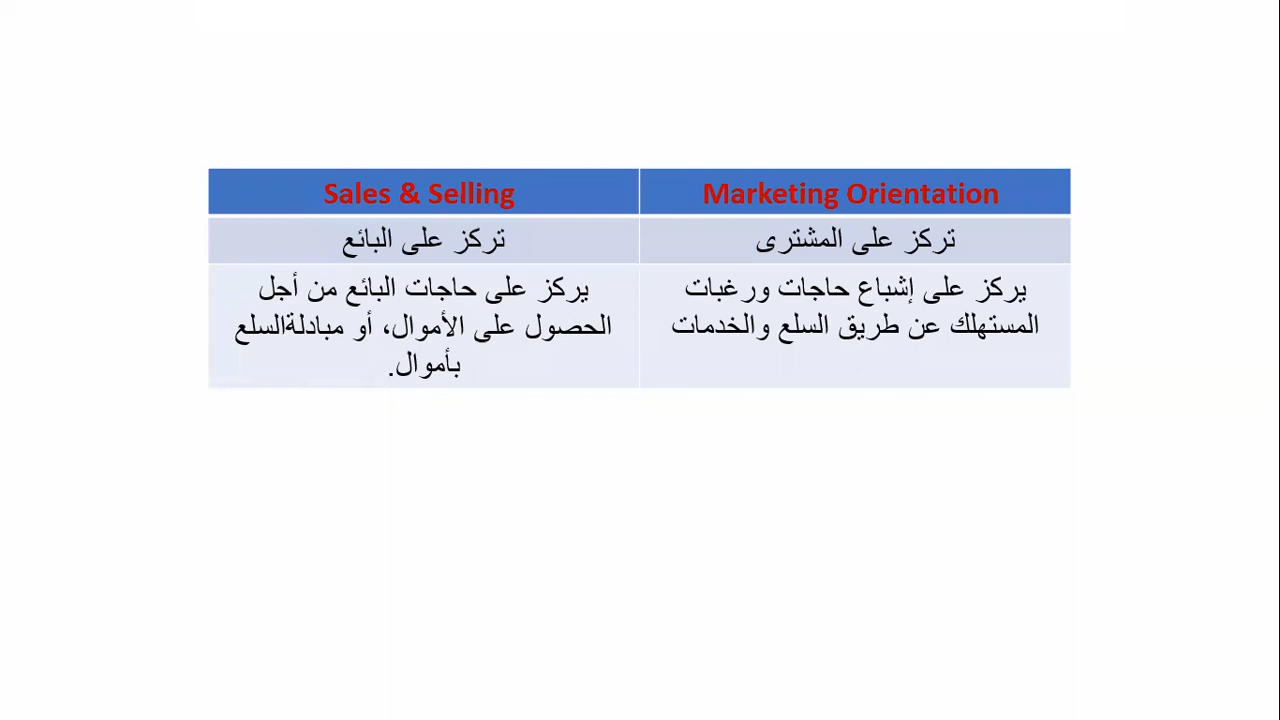 Sales & Selling
Marketing Orientation
تركز على البائع
تركز على المشترى
يركز على حاجات البائع من أجل
الحصول على الأموال، أو مبادلةالسلع
بأموال.
يركز على إشباع حاجات ورغبات
المستهلك عن طريق السلع والخدمات